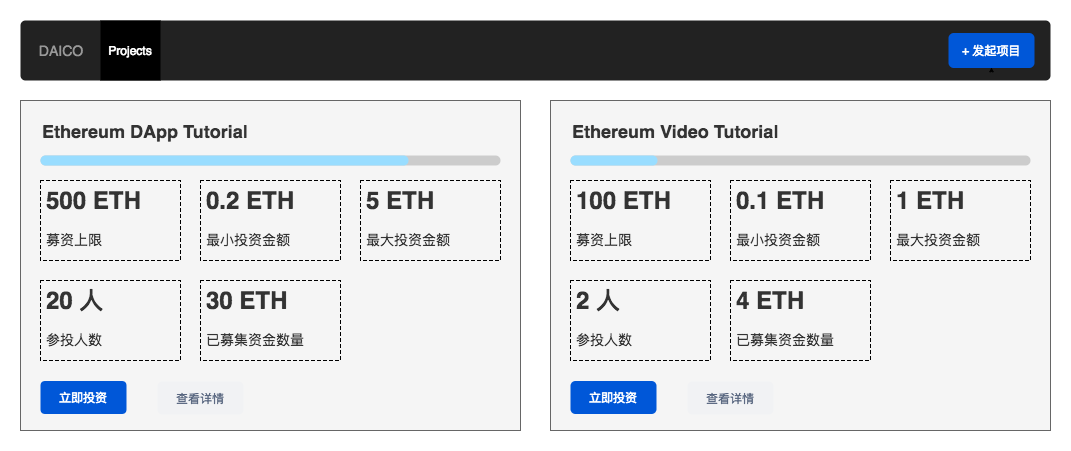 DAICO Projects + 发起项目
Ethereum DApp Tutorial
500 ETH 0.2 ETH 5 ETH
募资上限 最小投资金额 最大投资金额
20 人 30 ETH
参投人数 已募集资金数量
立即投资 查看详情
Ethereum Video Tutorial
100 ETH 0.1 ETH 1 ETH
募资上限 最小投资金额 最大投资金额
2 人 4 ETH
参投人数 已募集资金数量
立即投资 查看详情